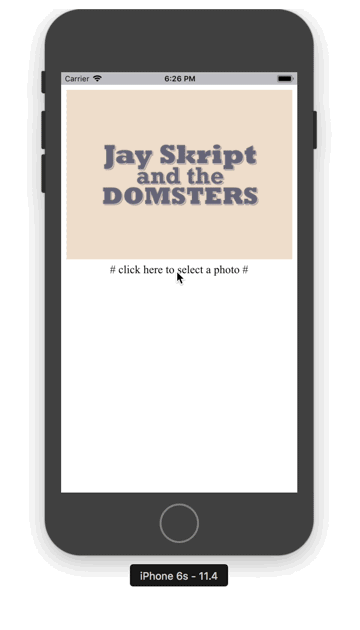 Carrier 6:26 PM
Jay Skript
and the
DOMSTERS
# click here to select a photo #
iPhone 6s - 11.4